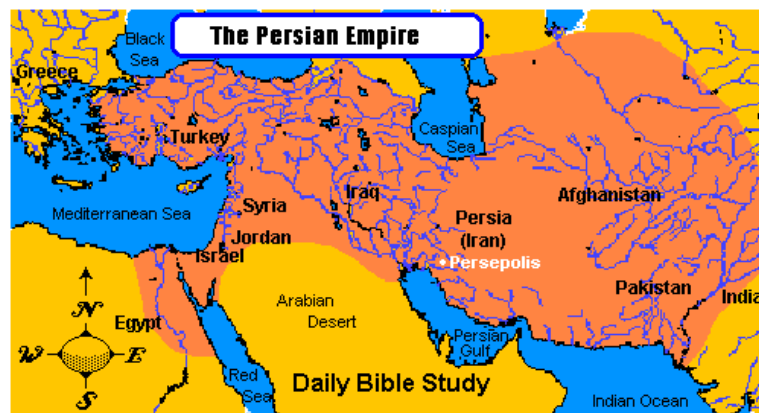 The Persian Empire
Black
Sea
Greece
Turkey
Caspian
Sea
Mediterranean Sea
Syria
Jordan
Israel
Iraq
Persia
(Iran)
Persepolis
Afghanistan
Pakistan
India
Egypt
Arabian
Desert
Persian
Gulf
Red
Sea
Indian Ocean
N
W
E
S
Daily Bible Study